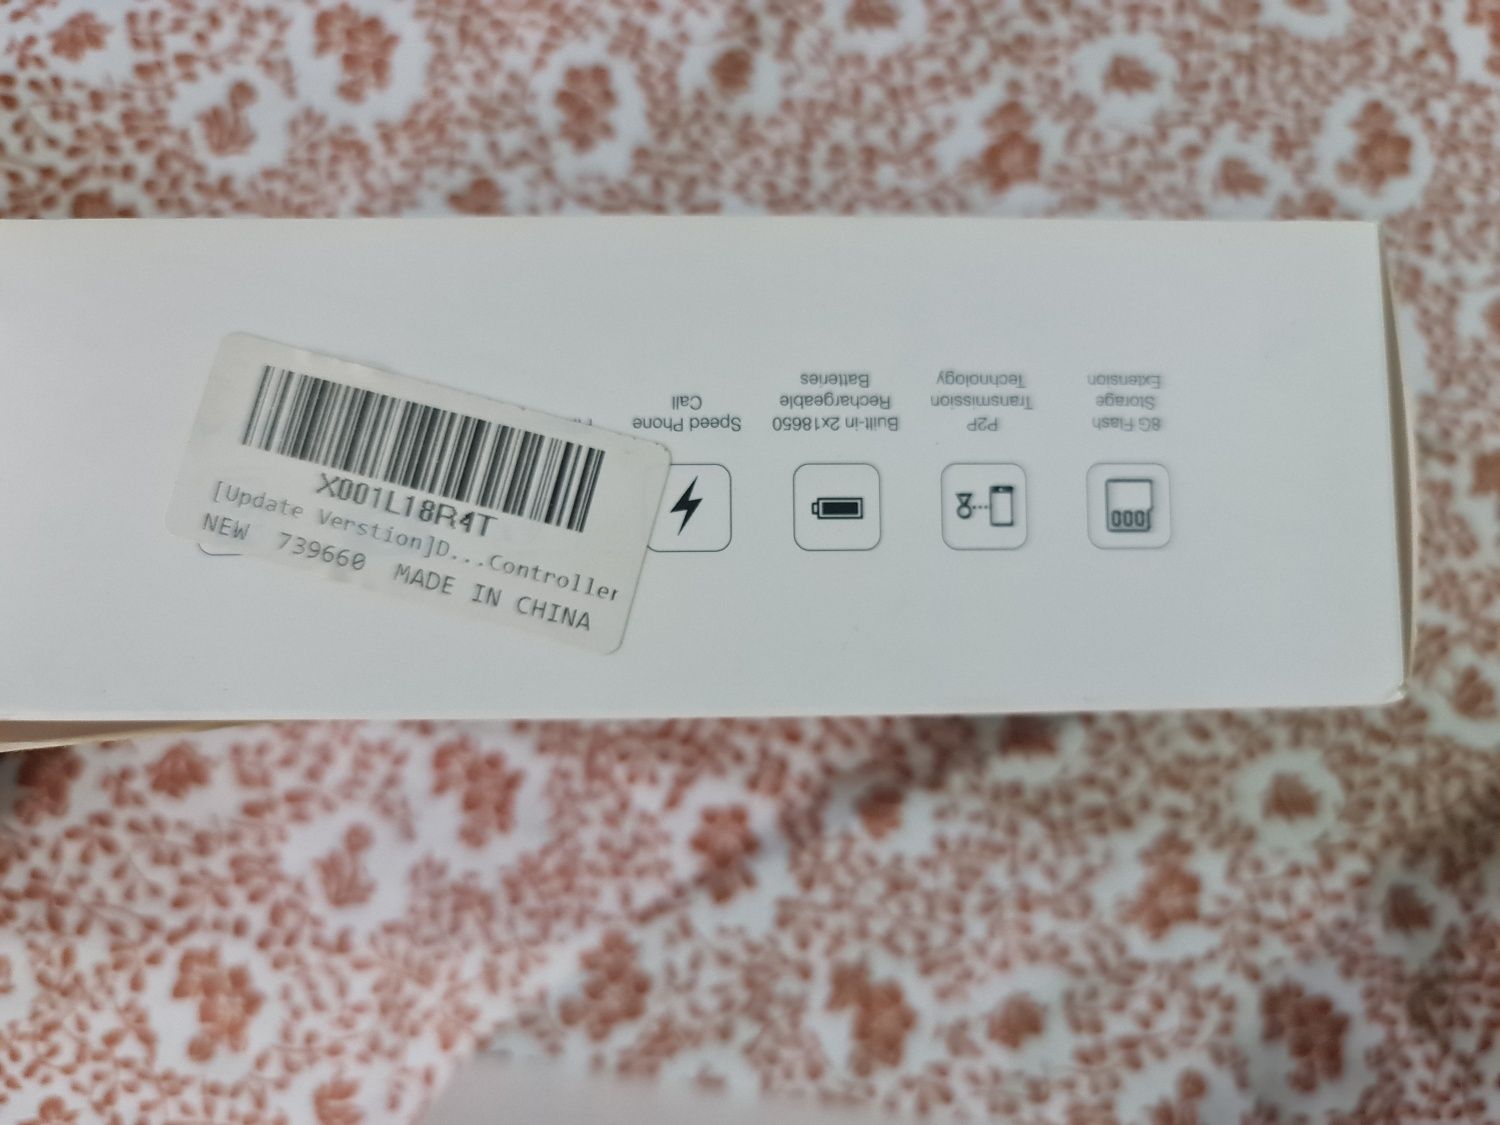 X001L18R4T
[Update Verstion]D...Controller
NEW 739660 MADE IN CHINA
Speed Phone
Call
Built-in 2x18650
Rechargeable
Batteries
P2P
Transmission
Technology
8G Flash
Storage
Extension